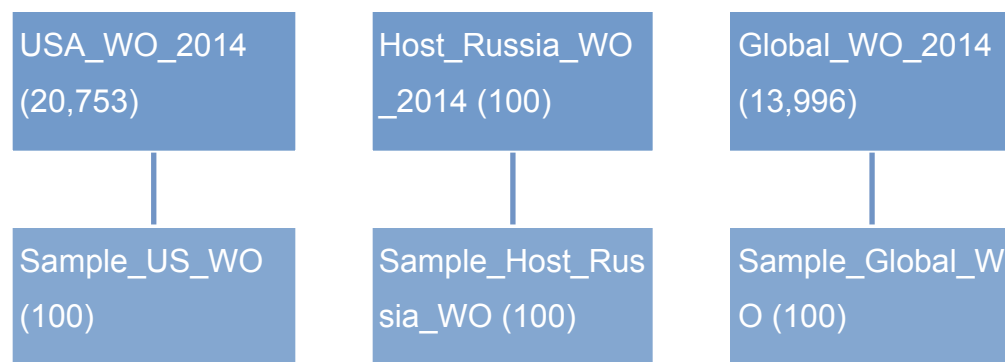 USA_WO_2014
(20,753)
Host_Russia_WO
_2014 (100)
Global_WO_2014
(13,996)
Sample_US_WO
(100)
Sample_Host_Rus
sia_WO (100)
Sample_Global_W
O (100)